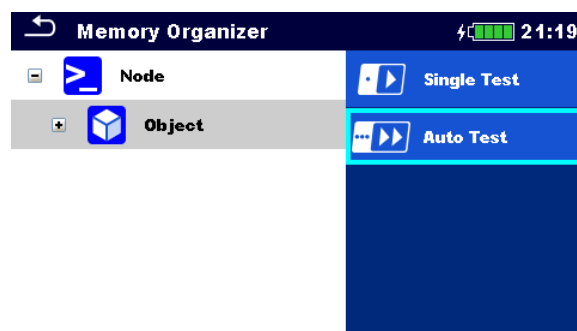 Memory Organizer 21:19
Node
Object
Single Test
Auto Test